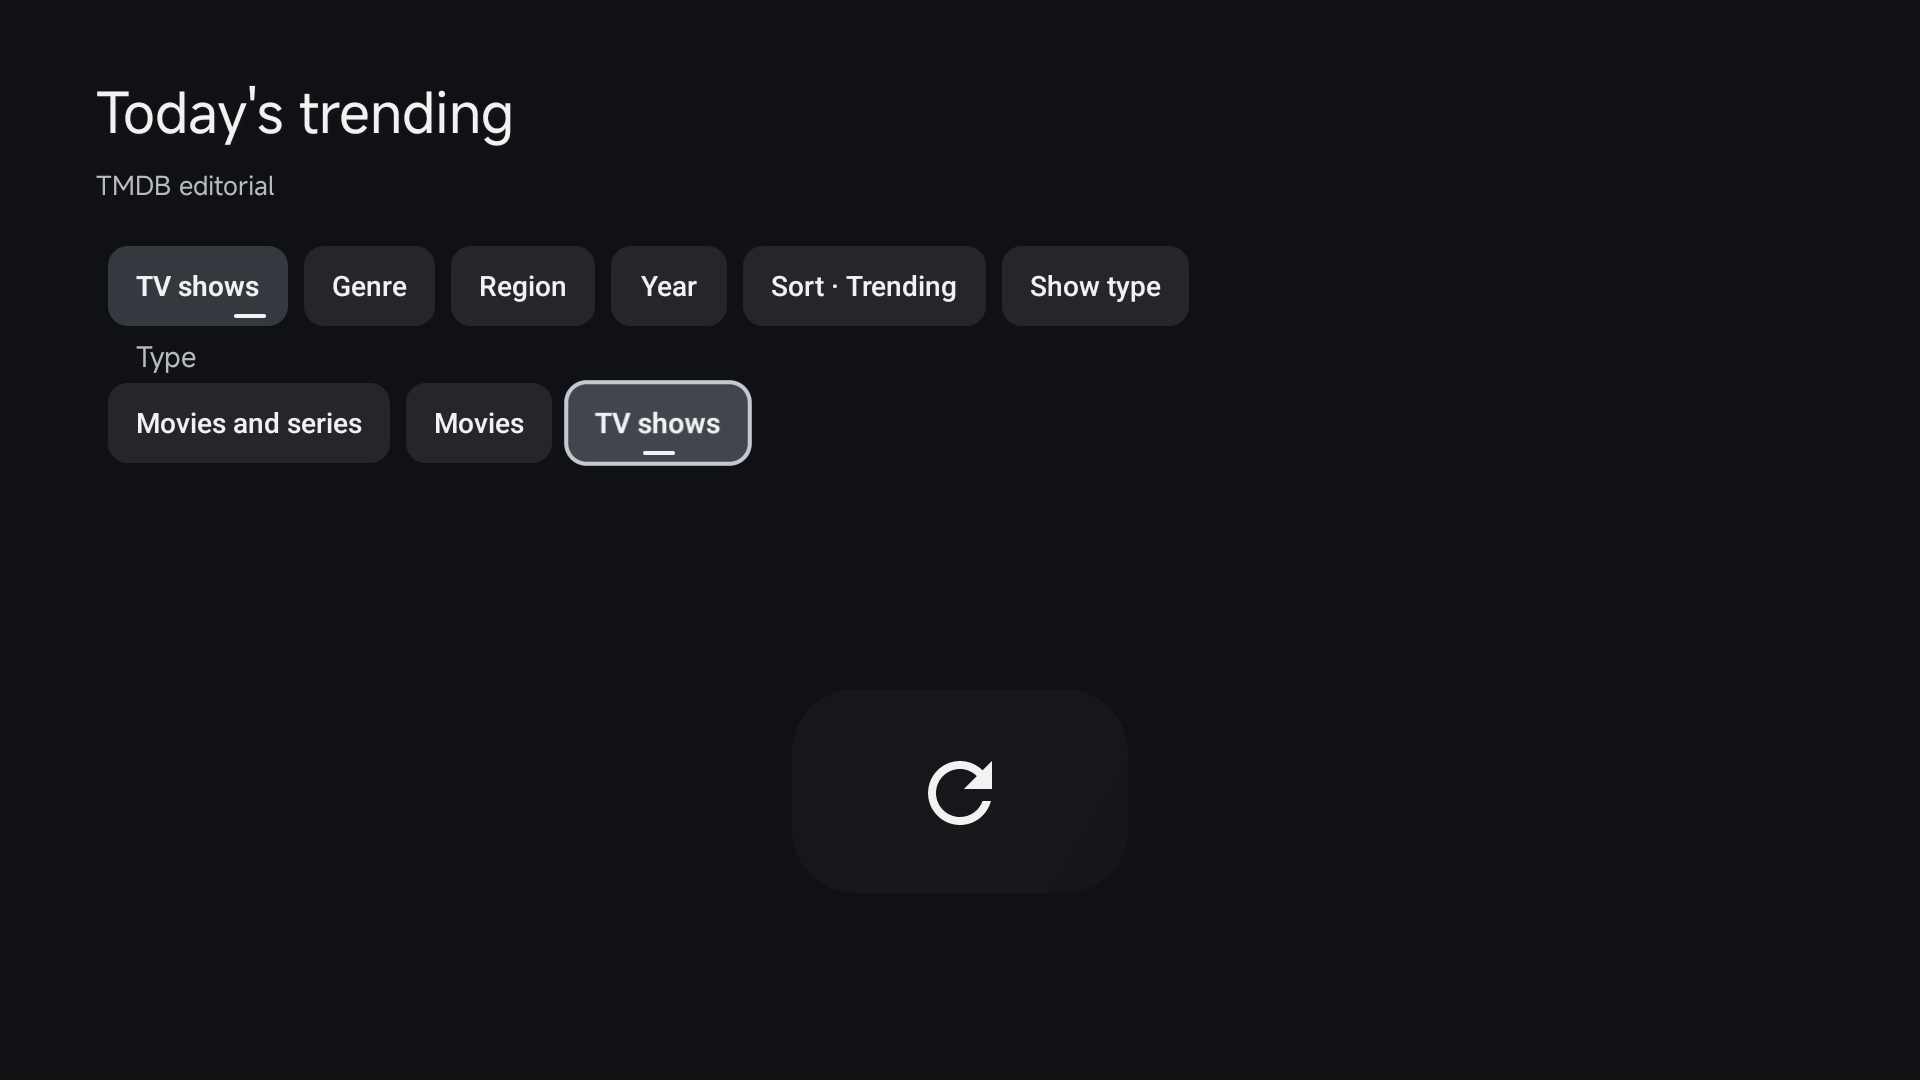 Today's trending
TMDB editorial
TV shows Genre Region Year Sort · Trending Show type
Type
Movies and series Movies TV shows